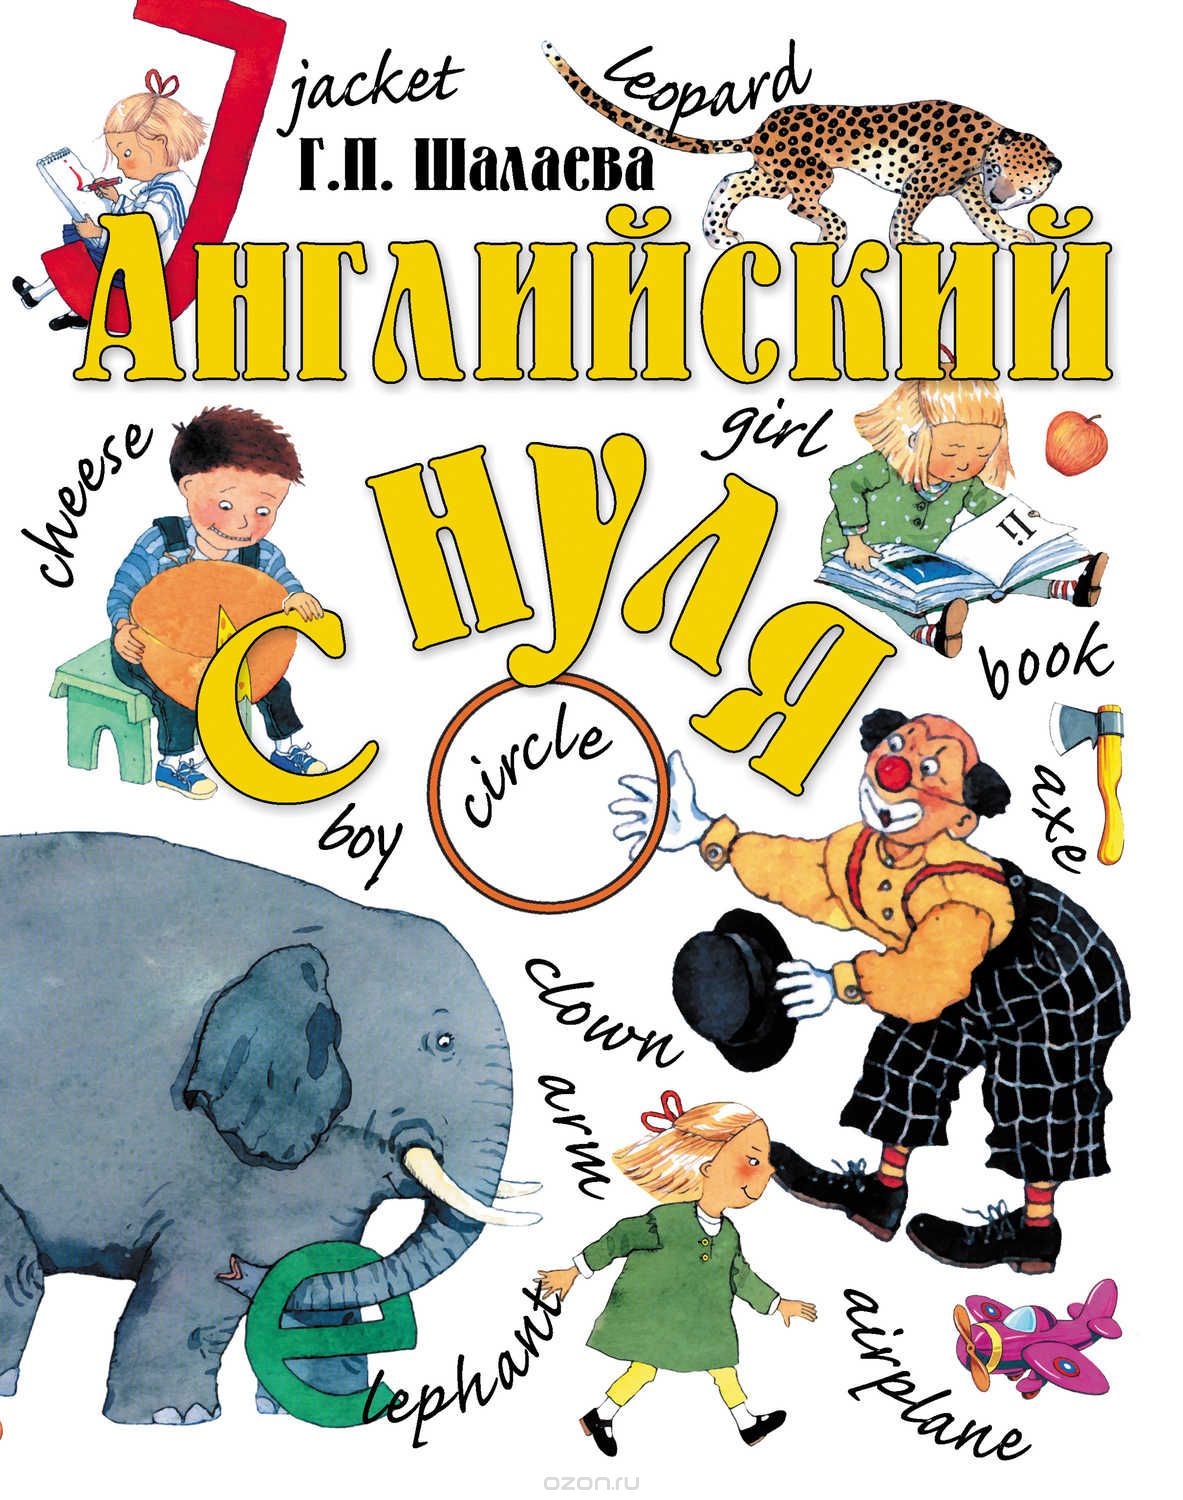 jacket
leopard
Г.П. Шалаева
Английский
с нуля
cheese
girl
book
circle
axe
boy
clown
arm
elephant
airplane
ozon.ru